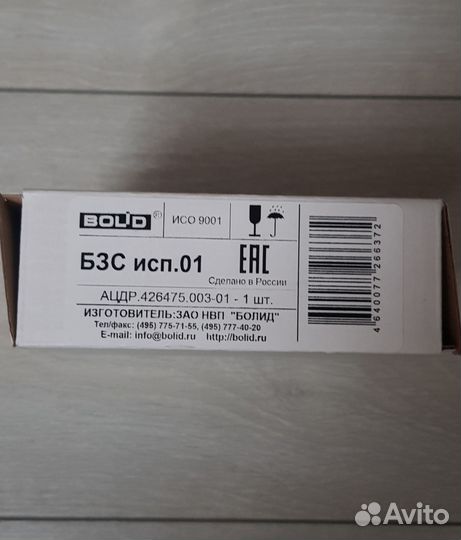 BOLID ®
ИСО 9001
БЗС исп.01
EAC
Сделано в России
АЦДР.426475.003-01 - 1 шт.
ИЗГОТОВИТЕЛЬ:ЗАО НВП "БОЛИД"
Тел/факс: (495) 775-71-55, (495) 777-40-20
E-mail: info@bolid.ru http://bolid.ru
4 640077 266372
Avito